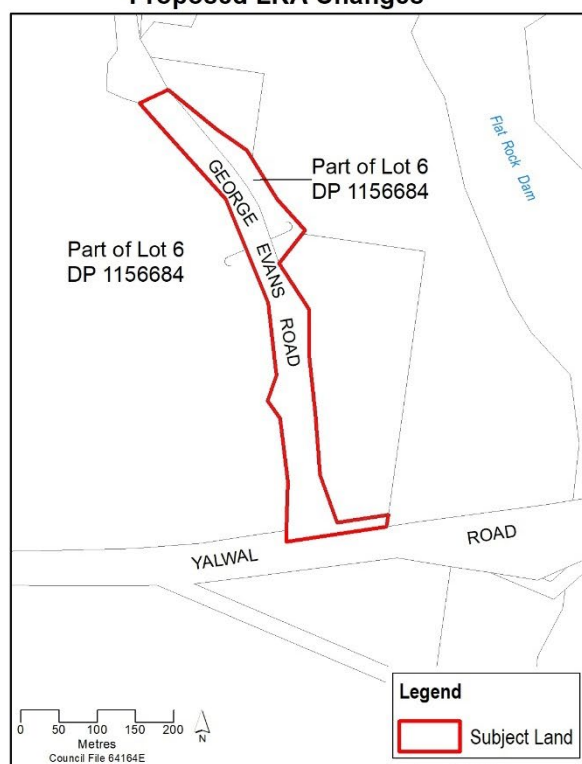 Proposed LRA Changes
Flat Rock Dam
Part of Lot 6
DP 1156684
GEORGE EVANS ROAD
Part of Lot 6
DP 1156684
YALWAL ROAD
Legend
Subject Land
0 50 100 150 200
Metres
Council File 64164E
N